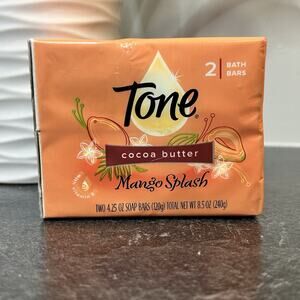 2 BATH
BARS
Tone®
cocoa butter
Mango Splash
TWO 4.25 OZ SOAP BARS (120g) TOTAL NET WT 8.5 OZ (240g)